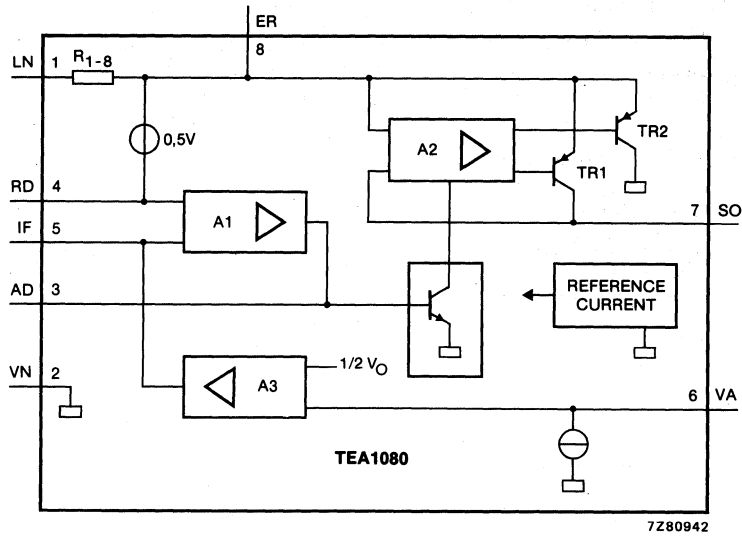 ER
8
LN 1 R1-8
0,5V
A2
TR2
TR1
RD 4
IF 5
A1
7 SO
AD 3
REFERENCE
CURRENT
VN 2
A3
1/2 VO
6 VA
TEA1080
7Z80942